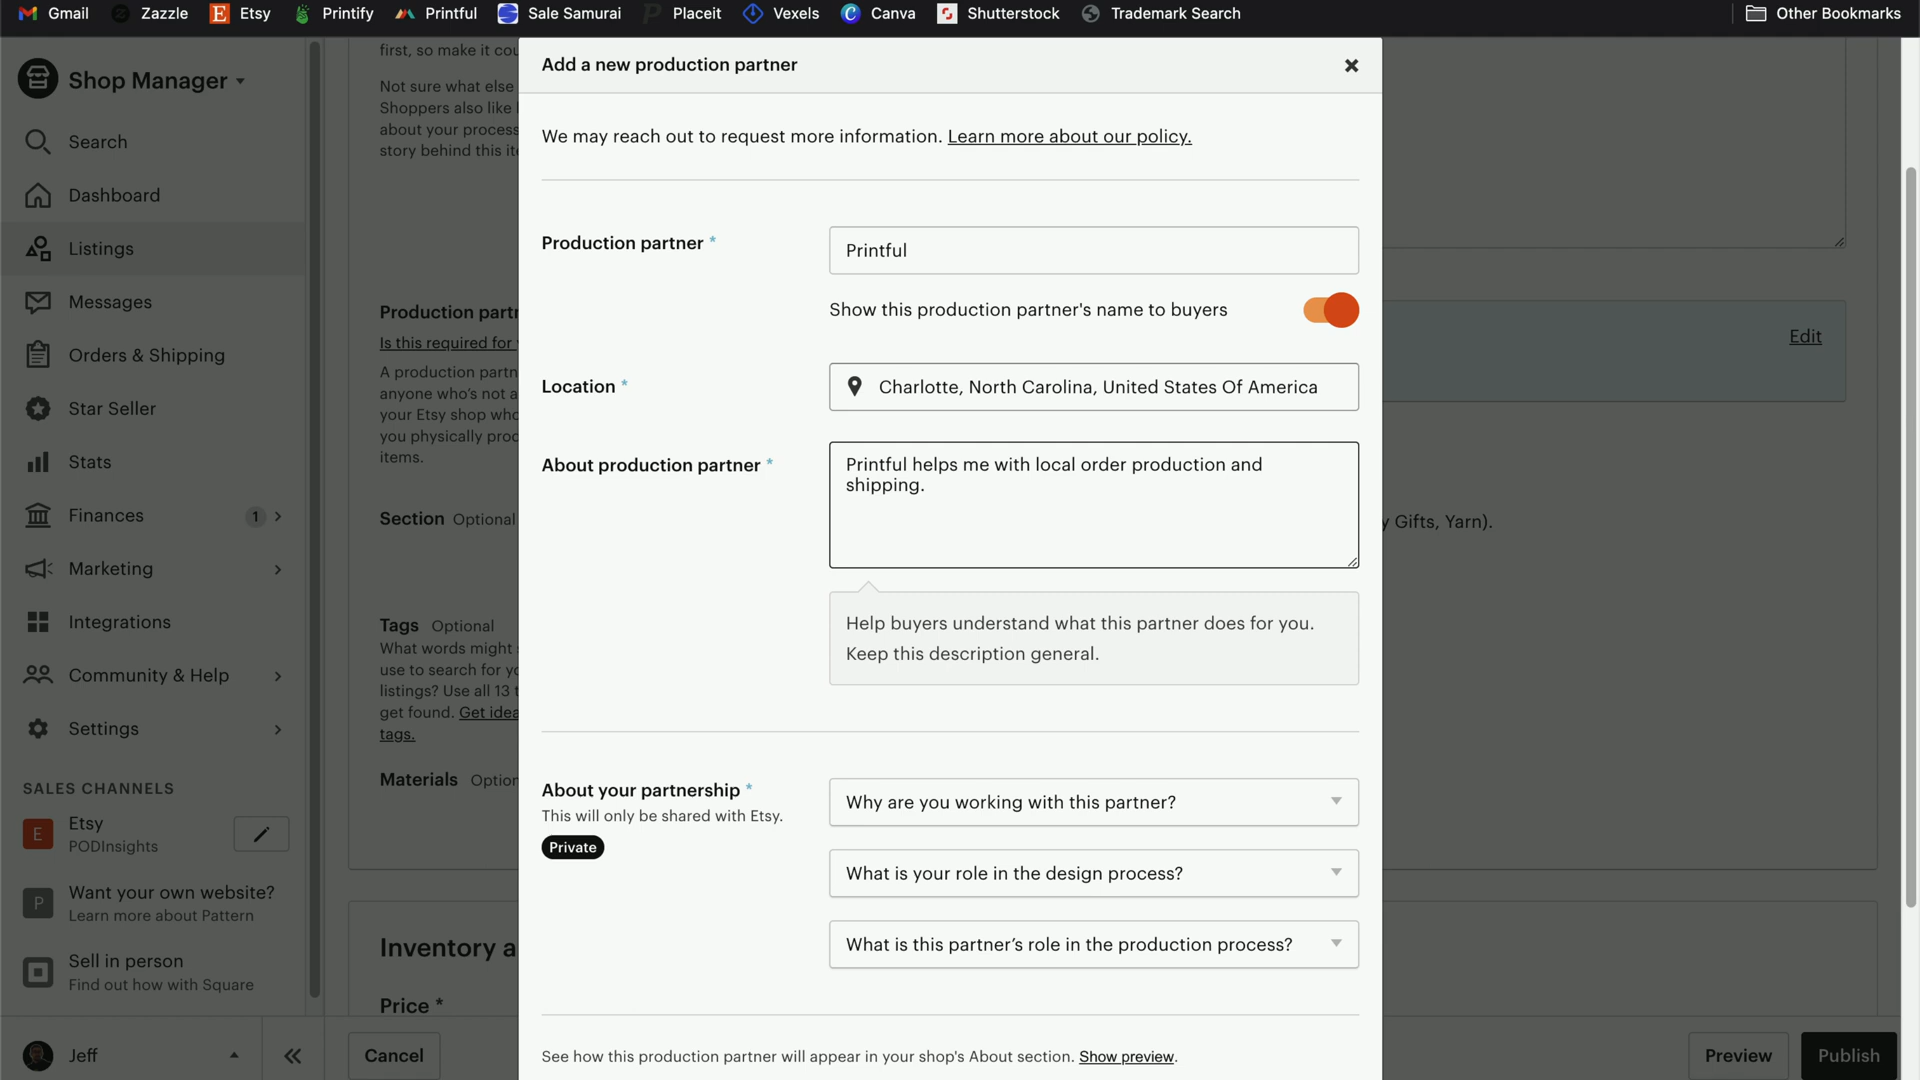 Gmail
Zazzle
Etsy
Printify
Printful
Sale Samurai
Placeit
Vexels
Canva
Shutterstock
Trademark Search
Other Bookmarks
Shop Manager
Search
Dashboard
Listings
Messages
Orders & Shipping
Star Seller
Stats
Finances 1
Marketing
Integrations
Community & Help
Settings
SALES CHANNELS
E
Etsy
PODInsights
P
Want your own website?
Learn more about Pattern
Sell in person
Find out how with Square
Jeff
first, so make it cou
Not sure what else
Shoppers also like
about your process
story behind this ite
Production partn
Is this required for
A production partn
anyone who's not a
your Etsy shop who
you physically prod
items.
Section Optional
Tags Optional
What words might
use to search for yo
listings? Use all 13 t
get found. Get idea
tags.
Materials Option
Inventory a
Price *
Cancel
Add a new production partner
We may reach out to request more information. Learn more about our policy.
Production partner *
Printful
Show this production partner's name to buyers
Location *
Charlotte, North Carolina, United States Of America
About production partner *
Printful helps me with local order production and
shipping.
Help buyers understand what this partner does for you.
Keep this description general.
About your partnership *
This will only be shared with Etsy.
Private
Why are you working with this partner?
What is your role in the design process?
What is this partner’s role in the production process?
See how this production partner will appear in your shop's About section. Show preview.
Edit
y Gifts, Yarn).
Preview
Publish